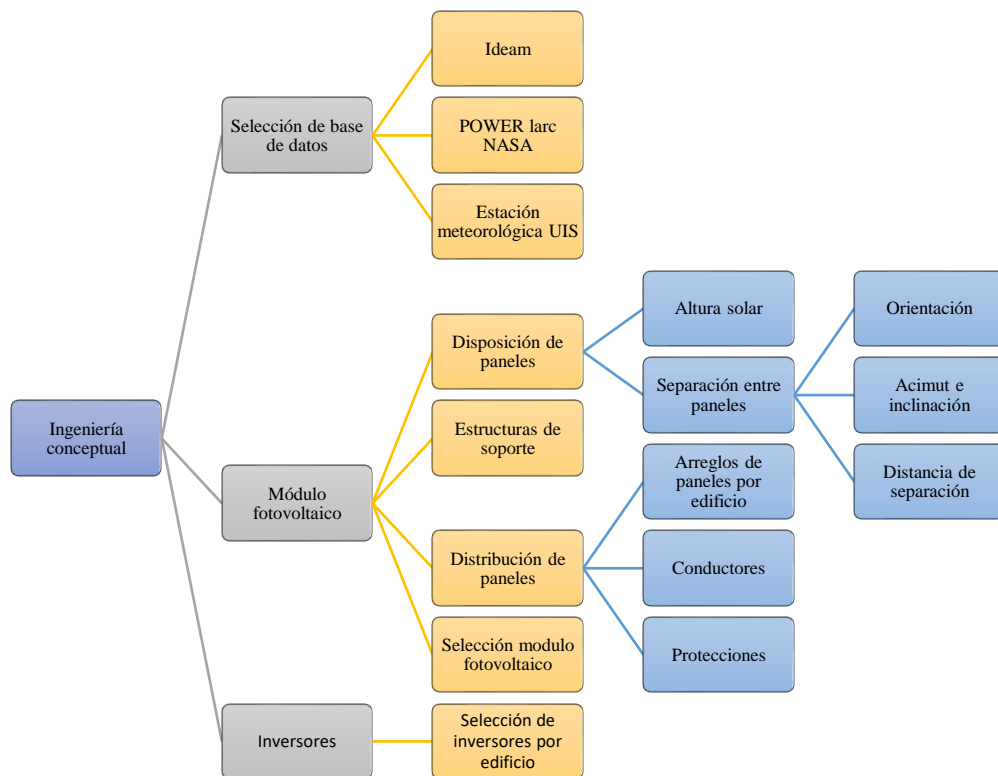 Ingeniería
conceptual
Selección de base
de datos
Ideam
POWER larc
NASA
Estación
meteorológica UIS
Módulo
fotovoltaico
Disposición de
paneles
Altura solar
Separación entre
paneles
Orientación
Acimut e
inclinación
Distancia de
separación
Estructuras de
soporte
Distribución de
paneles
Arreglos de
paneles por
edificio
Conductores
Protecciones
Selección modulo
fotovoltaico
Inversores
Selección de
inversores por
edificio